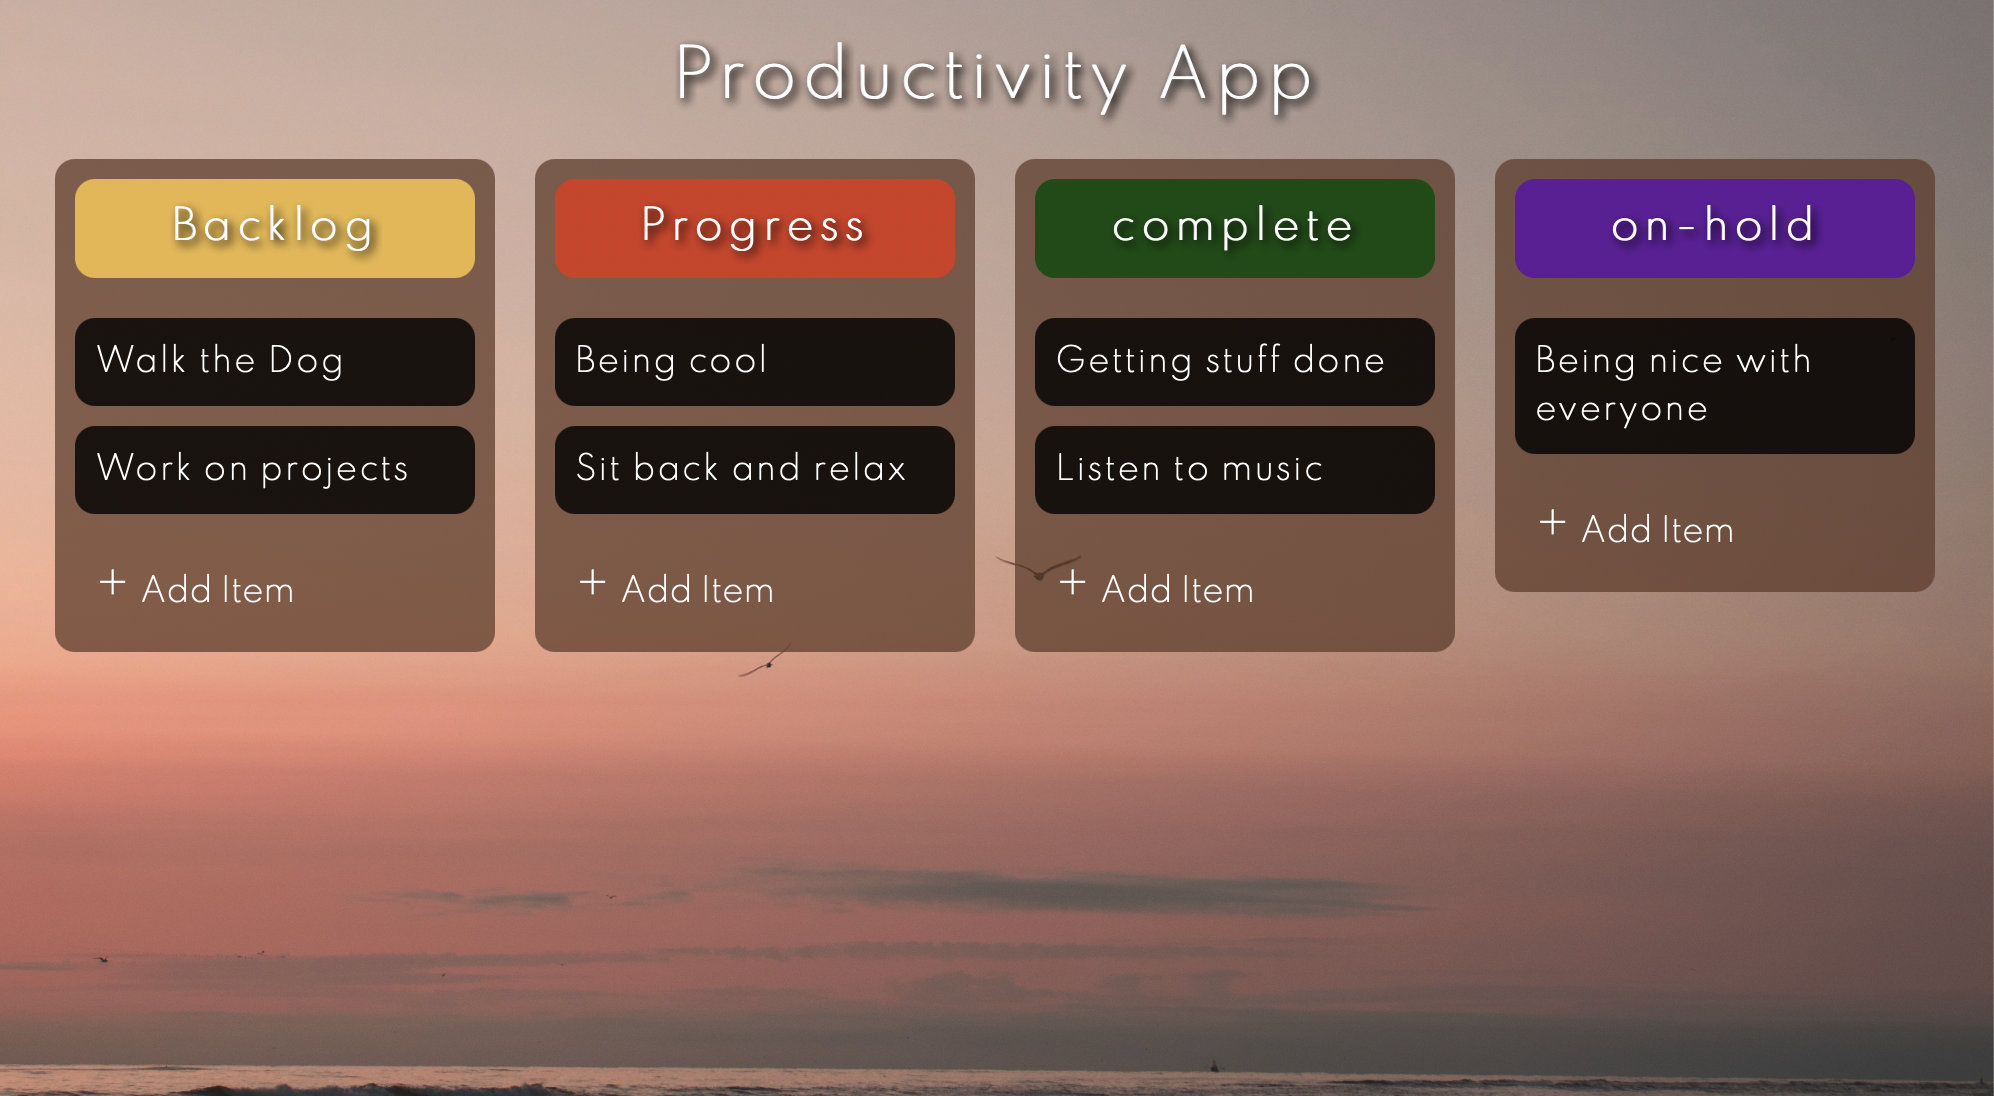 Productivity App
Backlog
Walk the Dog
Work on projects
+ Add Item
Progress
Being cool
Sit back and relax
+ Add Item
complete
Getting stuff done
Listen to music
+ Add Item
on-hold
Being nice with
everyone
+ Add Item